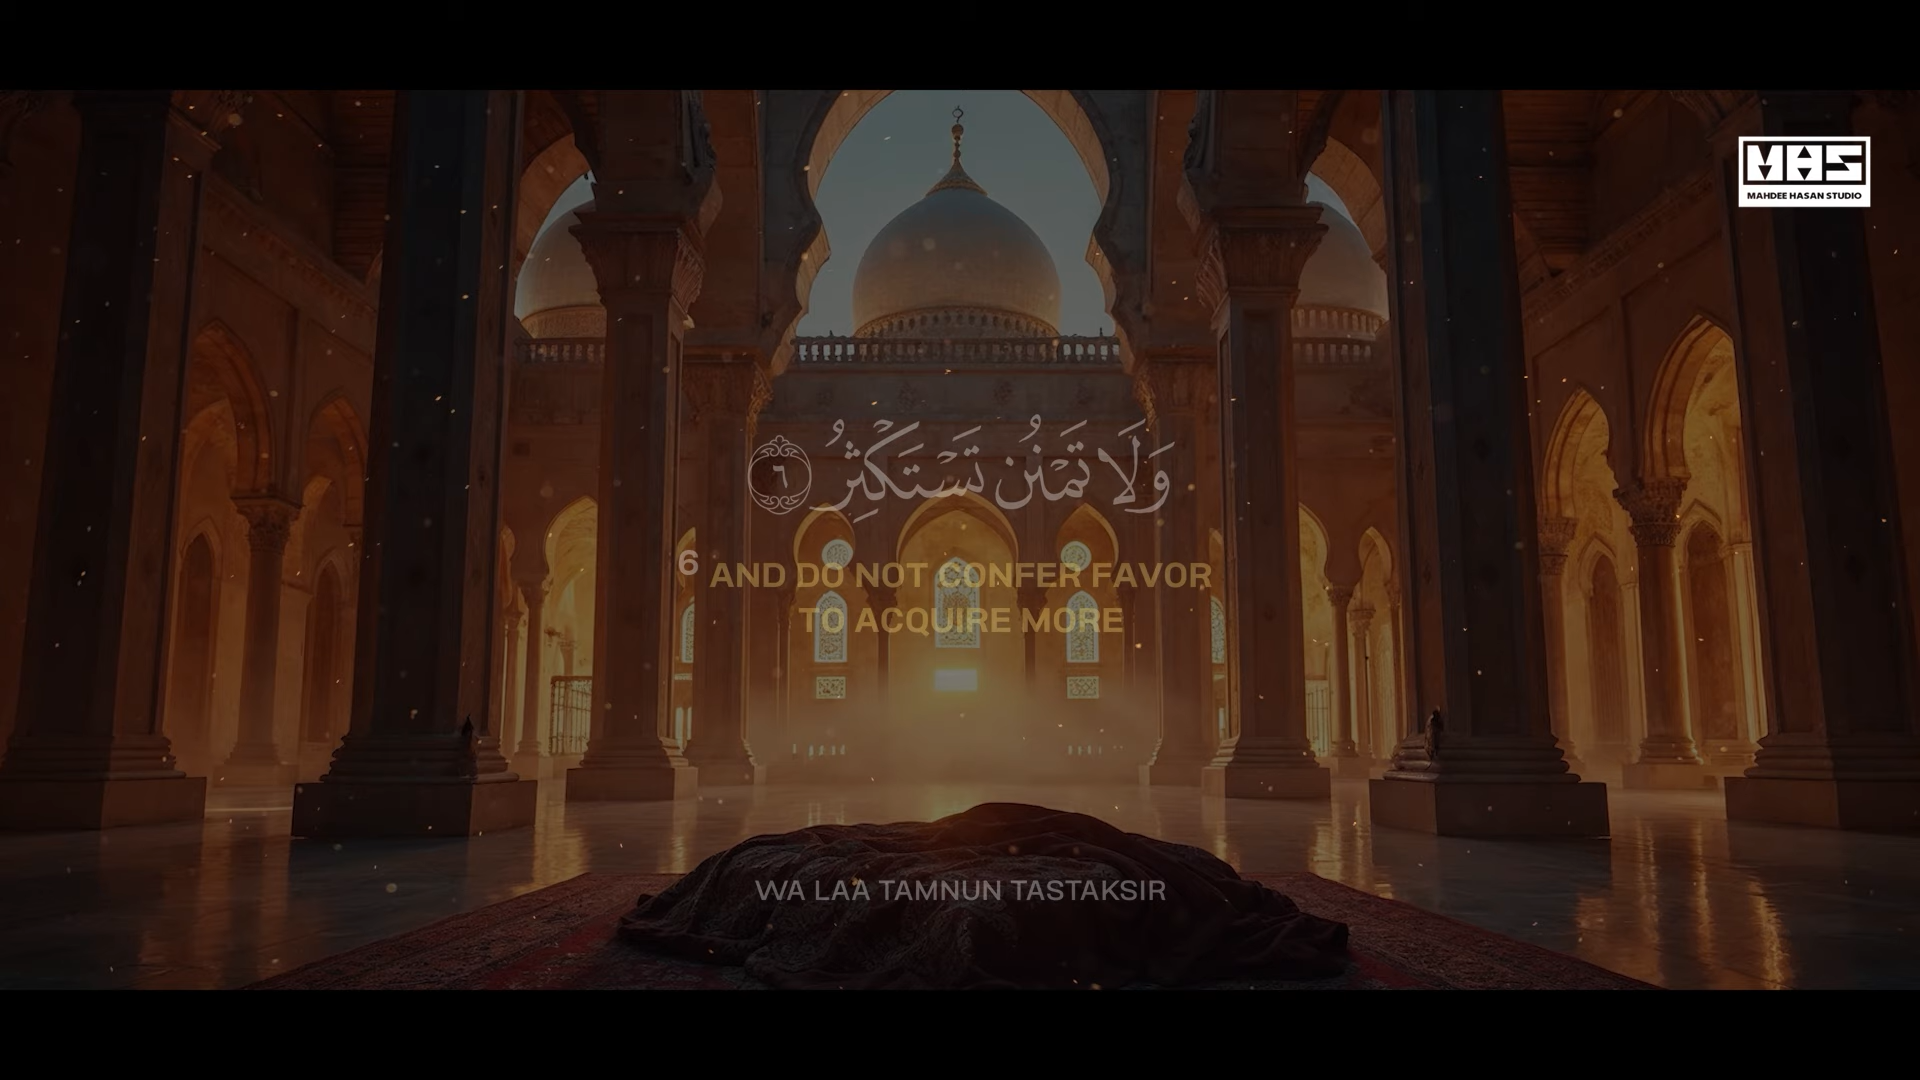 MHS
MAHDEE HASAN STUDIO
وَلَا تَمْنُن تَسْتَكْثِرُ ٦
6 AND DO NOT CONFER FAVOR
TO ACQUIRE MORE
WA LAA TAMNUN TASTAKSIR